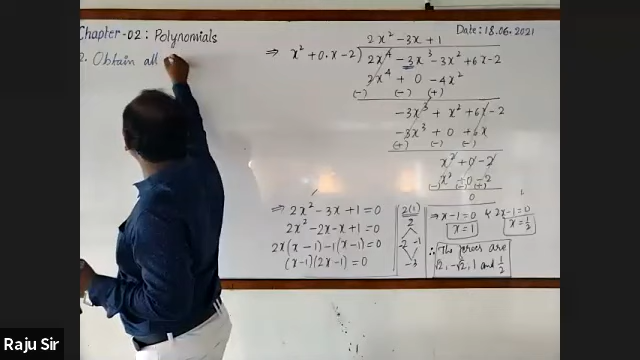 Chapter-02: Polynomials
Date: 18.06.2021
2. Obtain all
2x² - 3x + 1
⇒ x² + 0·x - 2) 2x⁴ - 3x³ - 3x² + 6x - 2
2x⁴ + 0 - 4x²
(-) (-) (+)
-3x³ + x² + 6x - 2
-3x³ + 0 + 6x
(+) (-) (-)
x² + 0 - 2
x² + 0 - 2
(-) (-) (+)
0
⇒ 2x² - 3x + 1 = 0
2x² - 2x - x + 1 = 0
2x(x - 1) - 1(x - 1) = 0
(x - 1)(2x - 1) = 0
2(1)
2
-2 -1
-3
⇒ x - 1 = 0 & 2x - 1 = 0
x = 1
x = 1/2
∴ The zeroes are
√2, -√2, 1 and 1/2
Raju Sir